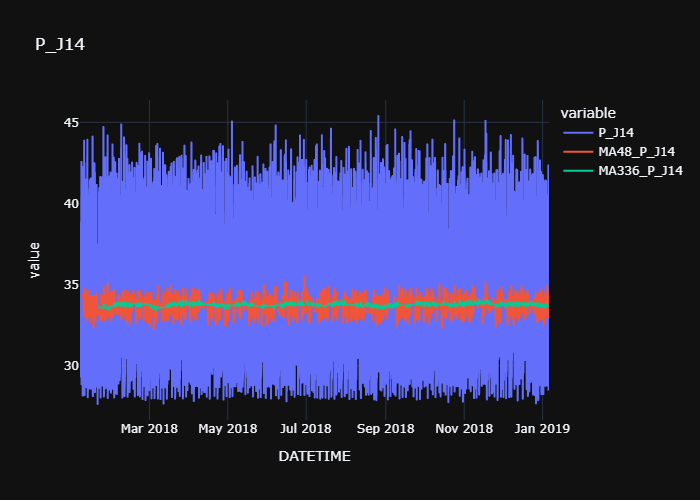 P_J14
variable
P_J14
MA48_P_J14
MA336_P_J14
45
40
35
30
value
Mar 2018 May 2018 Jul 2018 Sep 2018 Nov 2018 Jan 2019
DATETIME